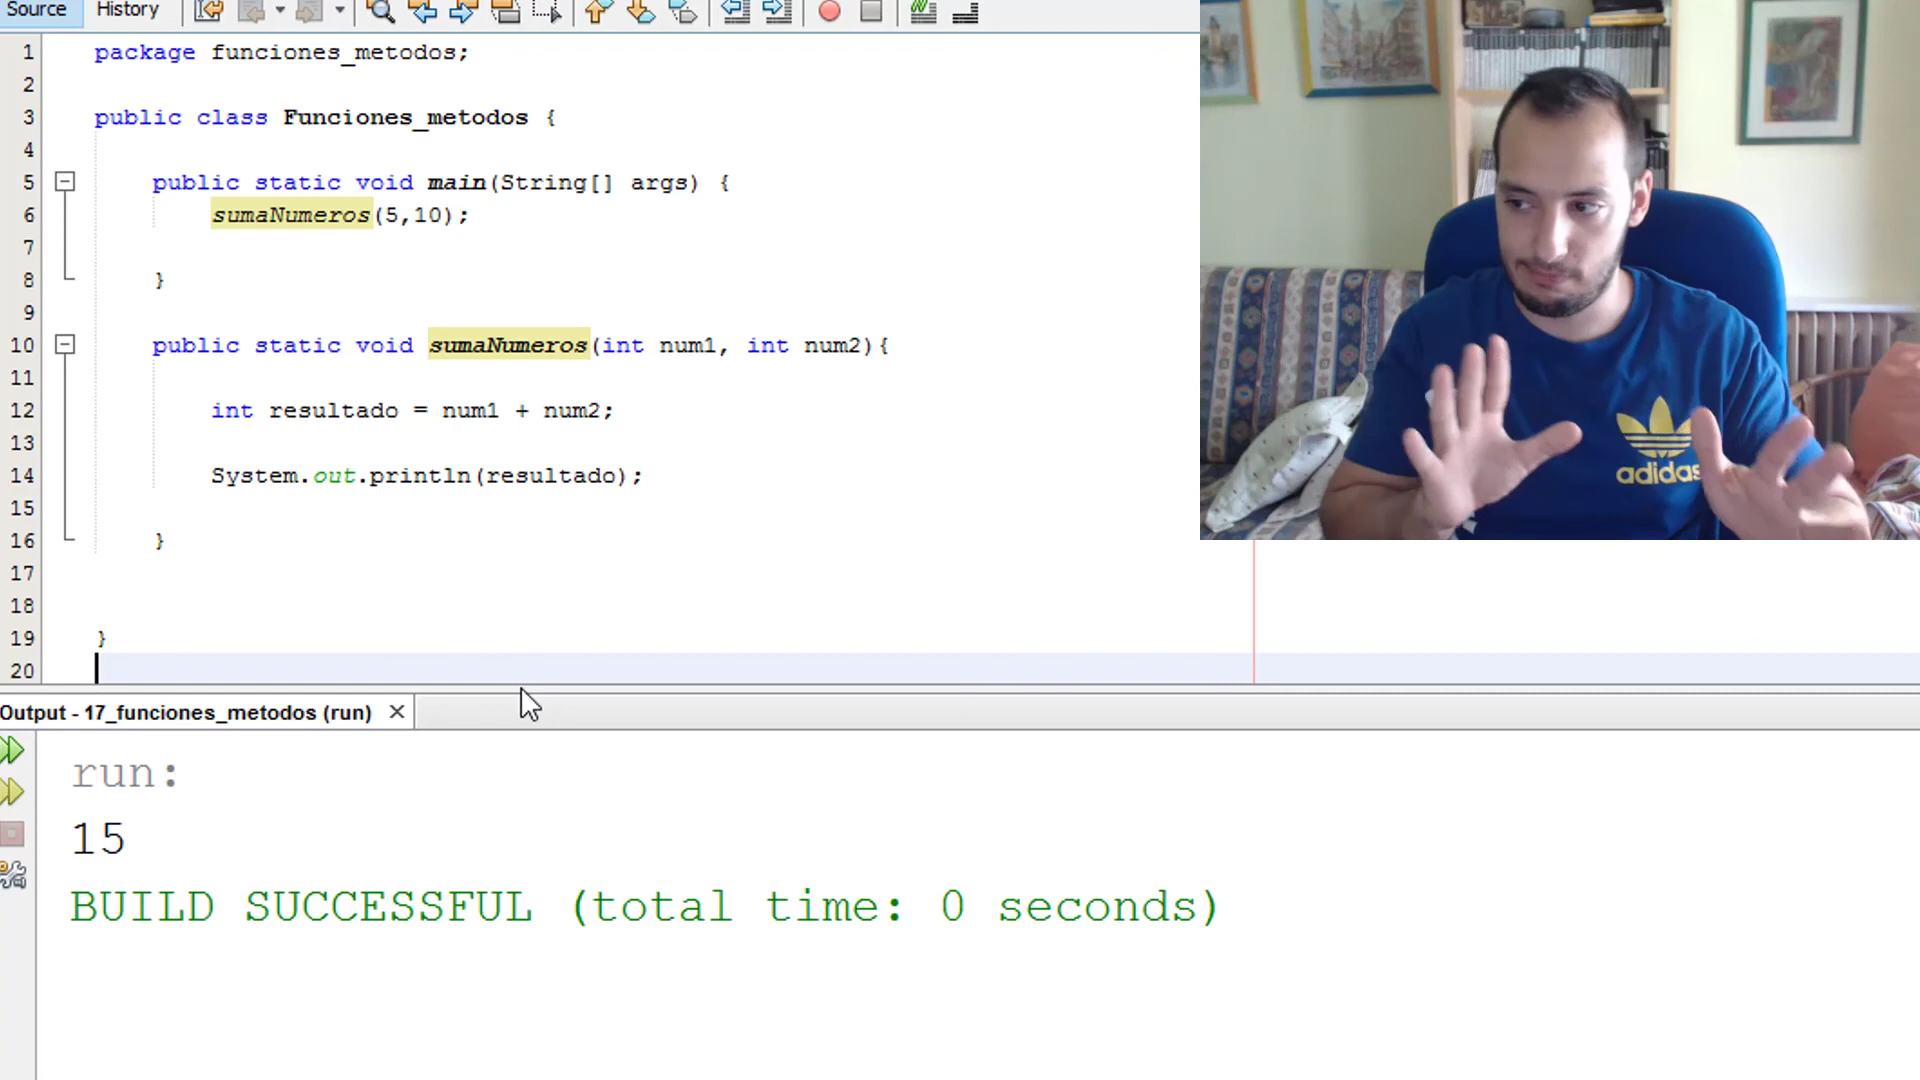 Source History
1 package funciones_metodos;
2
3 public class Funciones_metodos {
4
5 public static void main(String[] args) {
6 sumaNumeros(5,10);
7
8 }
9
10 public static void sumaNumeros(int num1, int num2){
11
12 int resultado = num1 + num2;
13
14 System.out.println(resultado);
15
16 }
17
18
19 }
20
adidas
Output - 17_funciones_metodos (run)
run:
15
BUILD SUCCESSFUL (total time: 0 seconds)